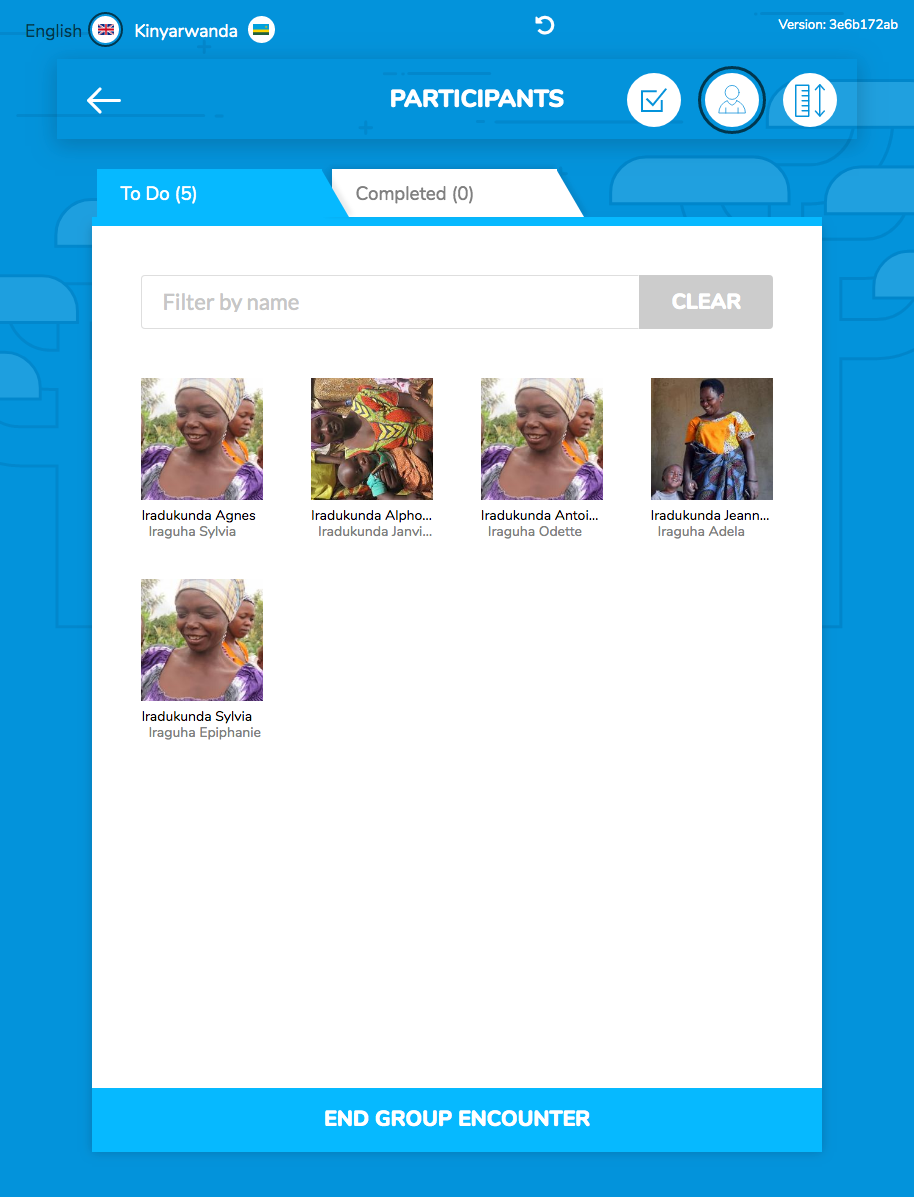 English Kinyarwanda Version: 3e6b172ab
PARTICIPANTS
To Do (5) Completed (0)
Filter by name CLEAR
Iradukunda Agnes
Iraguha Sylvia
Iradukunda Alpho...
Iradukunda Janvi...
Iradukunda Antoi...
Iraguha Odette
Iradukunda Jeann...
Iraguha Adela
Iradukunda Sylvia
Iraguha Epiphanie
END GROUP ENCOUNTER